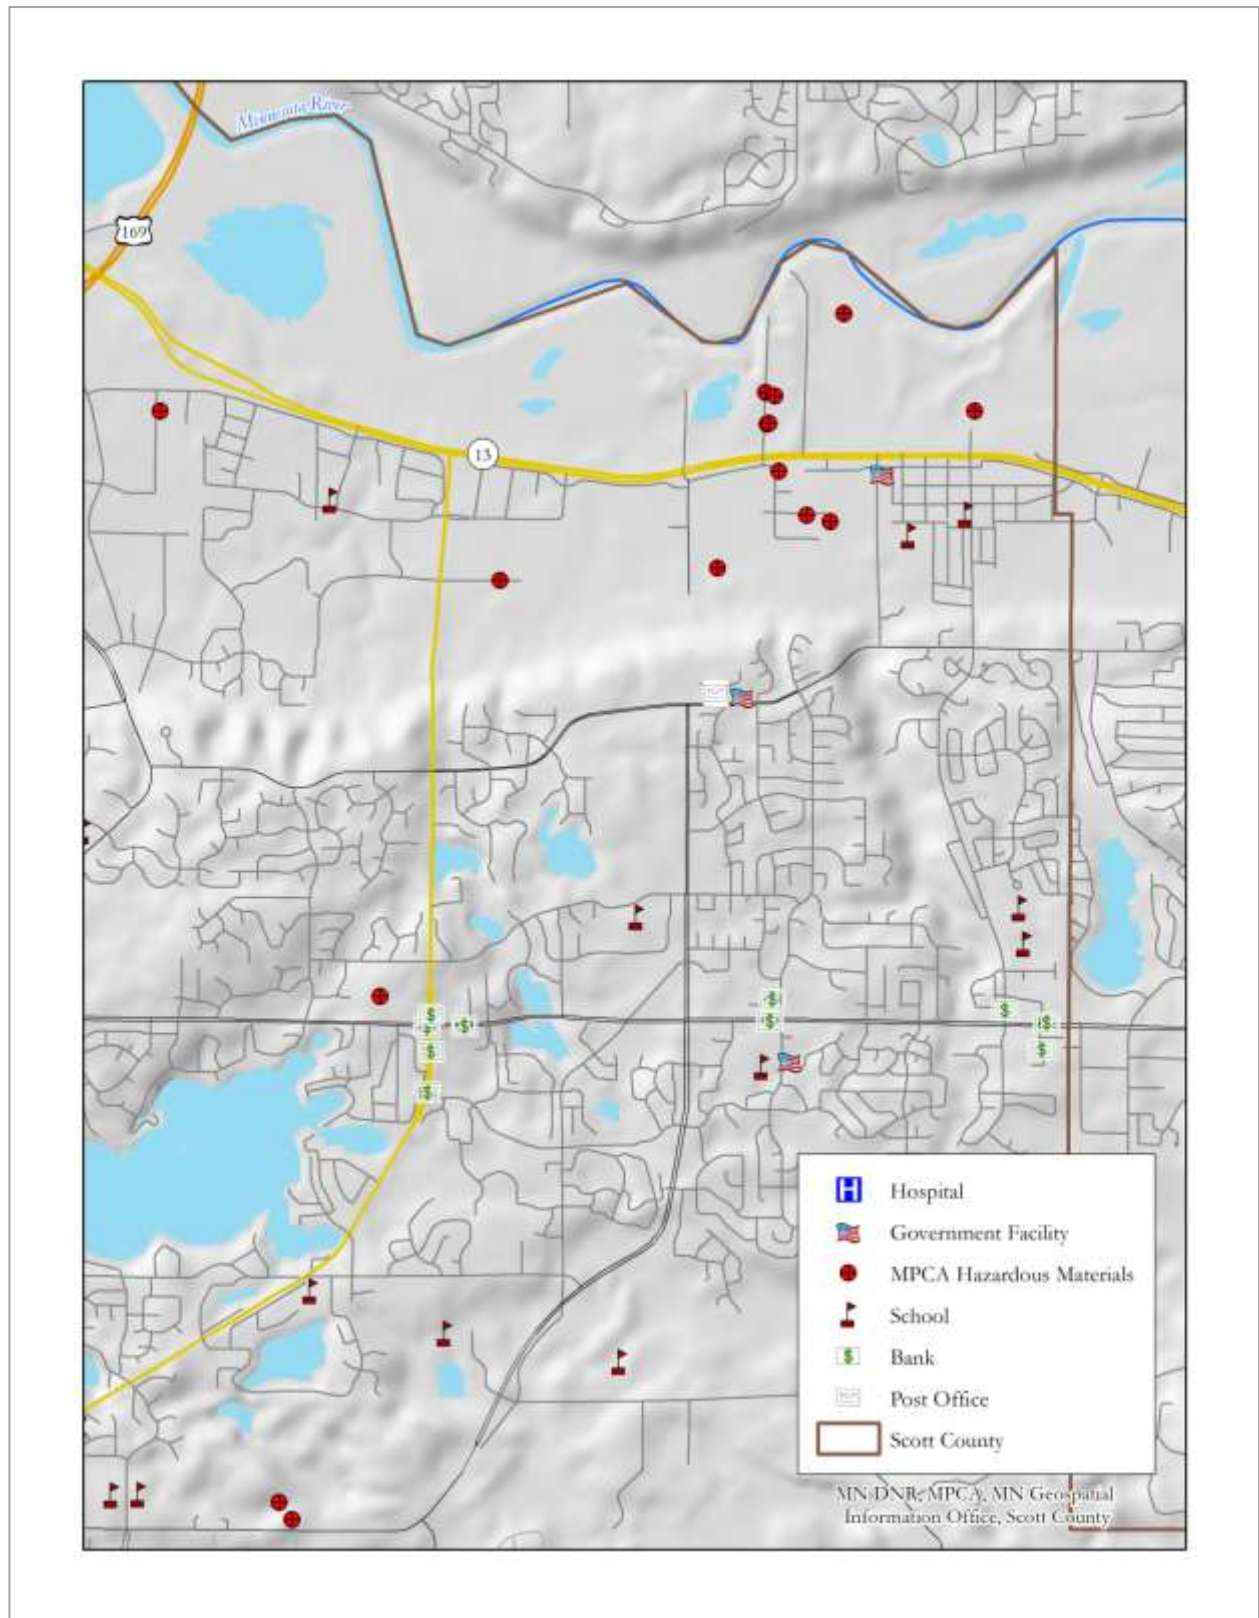 Minnesota River
169
13
Hospital
Government Facility
MPCA Hazardous Materials
School
Bank
Post Office
Scott County
MN DNR, MPCA, MN Geospatial
Information Office, Scott County